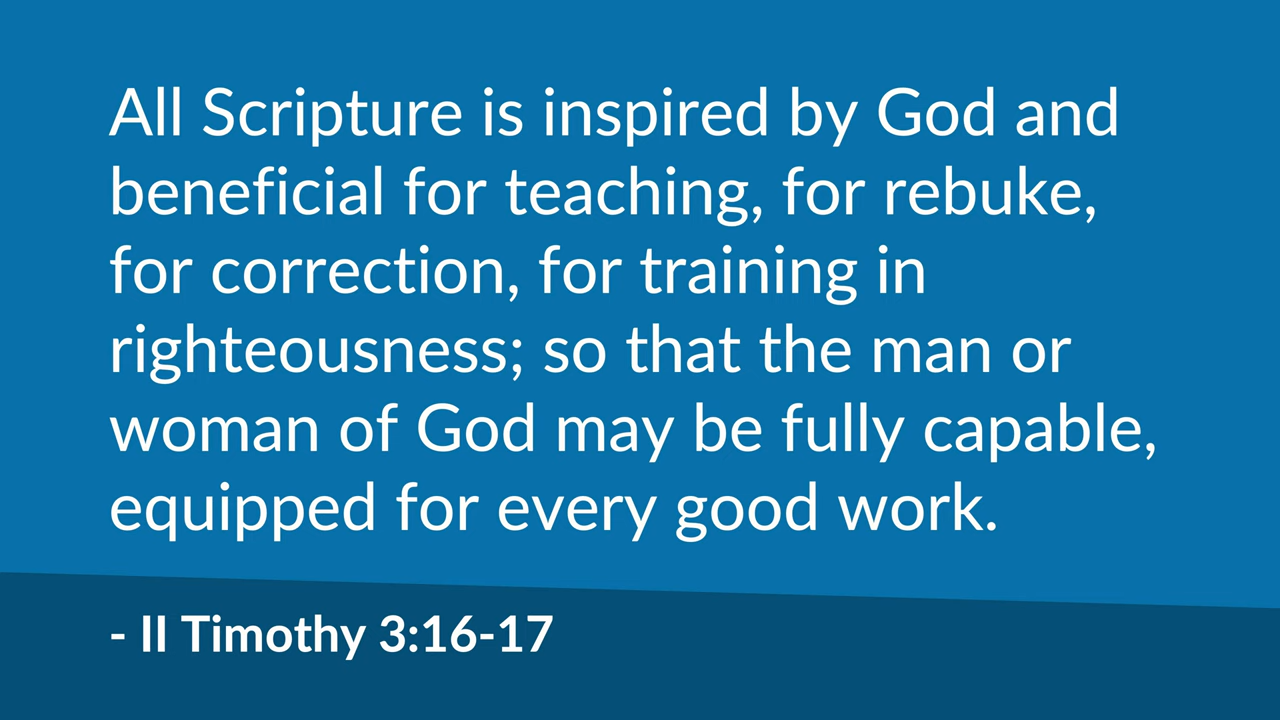 All Scripture is inspired by God and
beneficial for teaching, for rebuke,
for correction, for training in
righteousness; so that the man or
woman of God may be fully capable,
equipped for every good work.
- II Timothy 3:16-17